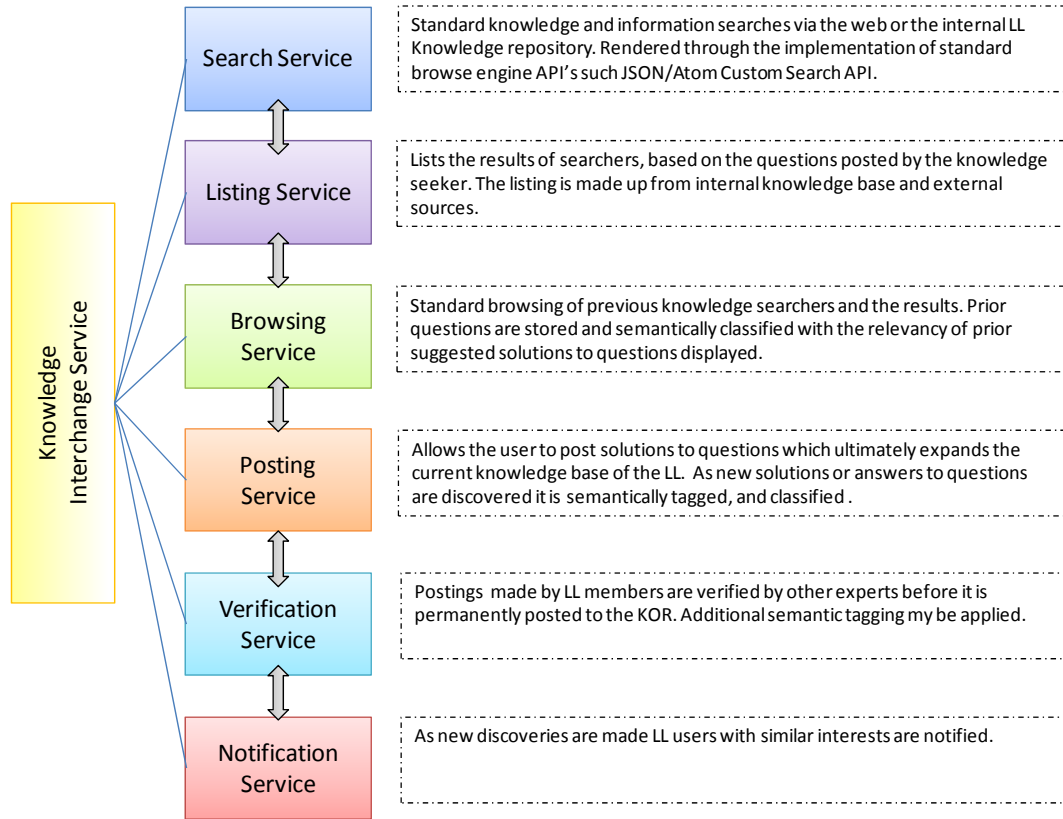 Knowledge
Interchange Service
Search Service
Standard knowledge and information searches via the web or the internal LL
Knowledge repository. Rendered through the implementation of standard
browse engine API's such JSON/Atom Custom Search API.
Listing Service
Lists the results of searchers, based on the questions posted by the knowledge
seeker. The listing is made up from internal knowledge base and external
sources.
Browsing
Service
Standard browsing of previous knowledge searchers and the results. Prior
questions are stored and semantically classified with the relevancy of prior
suggested solutions to questions displayed.
Posting
Service
Allows the user to post solutions to questions which ultimately expands the
current knowledge base of the LL. As new solutions or answers to questions
are discovered it is semantically tagged, and classified .
Verification
Service
Postings made by LL members are verified by other experts before it is
permanently posted to the KOR. Additional semantic tagging my be applied.
Notification
Service
As new discoveries are made LL users with similar interests are notified.